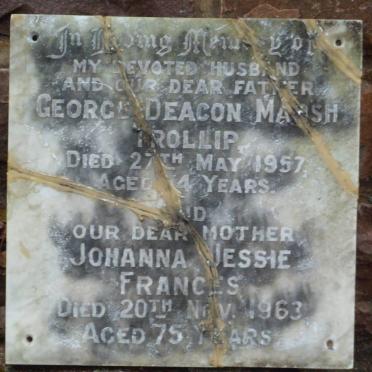 In Loving Memory of
MY DEVOTED HUSBAND
AND OUR DEAR FATHER
GEORGE DEACON MARSH
TROLLIP
DIED 27TH MAY 1957
AGED 4 YEARS.
AND
OUR DEAR MOTHER
JOHANNA JESSIE
FRANCES
DIED 20TH NOV. 1963
AGED 75 YEARS